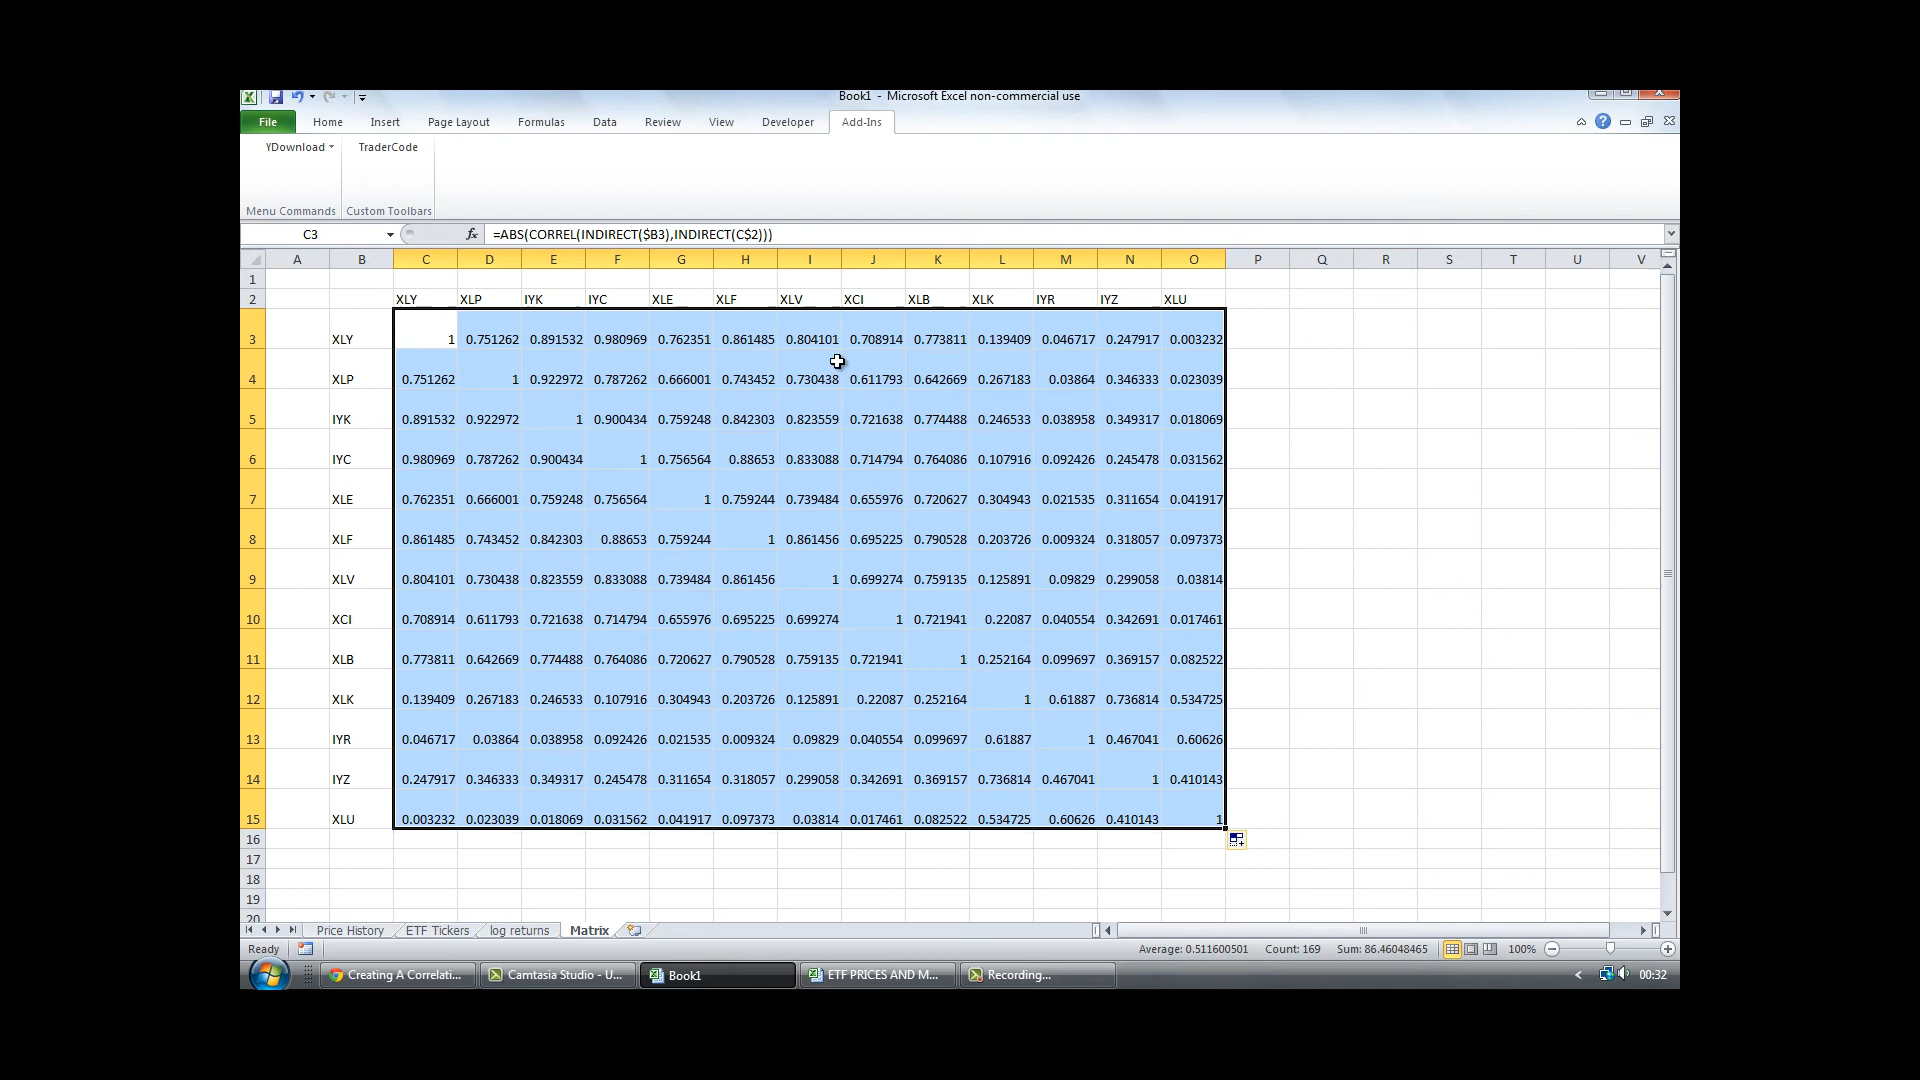 Book1 - Microsoft Excel non-commercial use
File Home Insert Page Layout Formulas Data Review View Developer Add-Ins
YDownload TraderCode
Menu Commands Custom Toolbars
C3 fx =ABS(CORREL(INDIRECT($B3),INDIRECT(C$2)))
A B C D E F G H I J K L M N O P Q R S T U V
1
2 XLY XLP IYK IYC XLE XLF XLV XCI XLB XLK IYR IYZ XLU
3 XLY 1 0.751262 0.891532 0.980969 0.762351 0.861485 0.804101 0.708914 0.773811 0.139409 0.046717 0.247917 0.003232
4 XLP 0.751262 1 0.922972 0.787262 0.666001 0.743452 0.730438 0.611793 0.642669 0.267183 0.03864 0.346333 0.023039
5 IYK 0.891532 0.922972 1 0.900434 0.759248 0.842303 0.823559 0.721638 0.774488 0.246533 0.038958 0.349317 0.018069
6 IYC 0.980969 0.787262 0.900434 1 0.756564 0.88653 0.833088 0.714794 0.764086 0.107916 0.092426 0.245478 0.031562
7 XLE 0.762351 0.666001 0.759248 0.756564 1 0.759244 0.739484 0.655976 0.720627 0.304943 0.021535 0.311654 0.041917
8 XLF 0.861485 0.743452 0.842303 0.88653 0.759244 1 0.861456 0.695225 0.790528 0.203726 0.009324 0.318057 0.097373
9 XLV 0.804101 0.730438 0.823559 0.833088 0.739484 0.861456 1 0.699274 0.759135 0.125891 0.09829 0.299058 0.03814
10 XCI 0.708914 0.611793 0.721638 0.714794 0.655976 0.695225 0.699274 1 0.721941 0.22087 0.040554 0.342691 0.017461
11 XLB 0.773811 0.642669 0.774488 0.764086 0.720627 0.790528 0.759135 0.721941 1 0.252164 0.099697 0.369157 0.082522
12 XLK 0.139409 0.267183 0.246533 0.107916 0.304943 0.203726 0.125891 0.22087 0.252164 1 0.61887 0.736814 0.534725
13 IYR 0.046717 0.03864 0.038958 0.092426 0.021535 0.009324 0.09829 0.040554 0.099697 0.61887 1 0.467041 0.60626
14 IYZ 0.247917 0.346333 0.349317 0.245478 0.311654 0.318057 0.299058 0.342691 0.369157 0.736814 0.467041 1 0.410143
15 XLU 0.003232 0.023039 0.018069 0.031562 0.041917 0.097373 0.03814 0.017461 0.082522 0.534725 0.60626 0.410143 1
16
17
18
19
20
Price History ETF Tickers log returns Matrix
Ready Average: 0.511600501 Count: 169 Sum: 86.46048465 100%
Creating A Correlati... Camtasia Studio - U... Book1 ETF PRICES AND M... Recording... 00:32